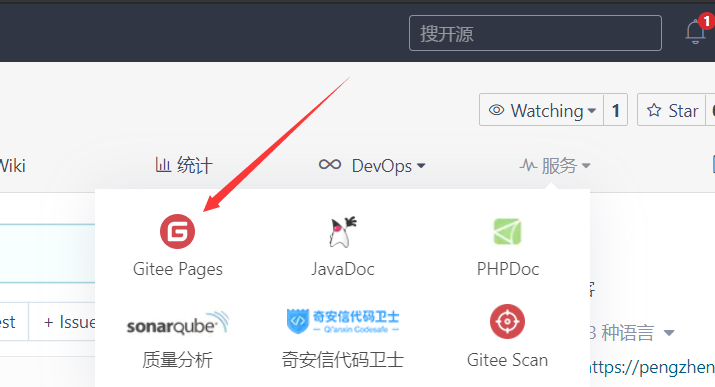 搜开源
1
Watching
1
Star
Wiki
统计
DevOps
服务
G
Gitee Pages
JavaDoc
PHPDoc
客
est
+ Issue
sonarqube
奇安信代码卫士
Qi'anxin Codesafe
3 种语言
质量分析
奇安信代码卫士
Gitee Scan
https://pengzhen